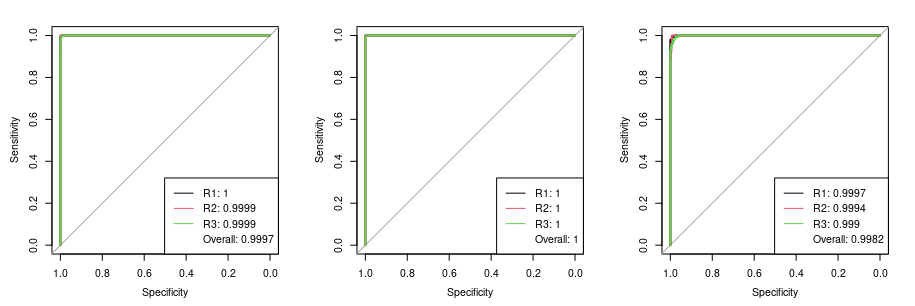 1.0
0.8
0.6
0.4
0.2
0.0
Sensitivity
R1: 1
R2: 0.9999
R3: 0.9999
Overall: 0.9997
1.0 0.8 0.6 0.4 0.2 0.0
Specificity
1.0
0.8
0.6
0.4
0.2
0.0
Sensitivity
R1: 1
R2: 1
R3: 1
Overall: 1
1.0 0.8 0.6 0.4 0.2 0.0
Specificity
1.0
0.8
0.6
0.4
0.2
0.0
Sensitivity
R1: 0.9997
R2: 0.9994
R3: 0.999
Overall: 0.9982
1.0 0.8 0.6 0.4 0.2 0.0
Specificity